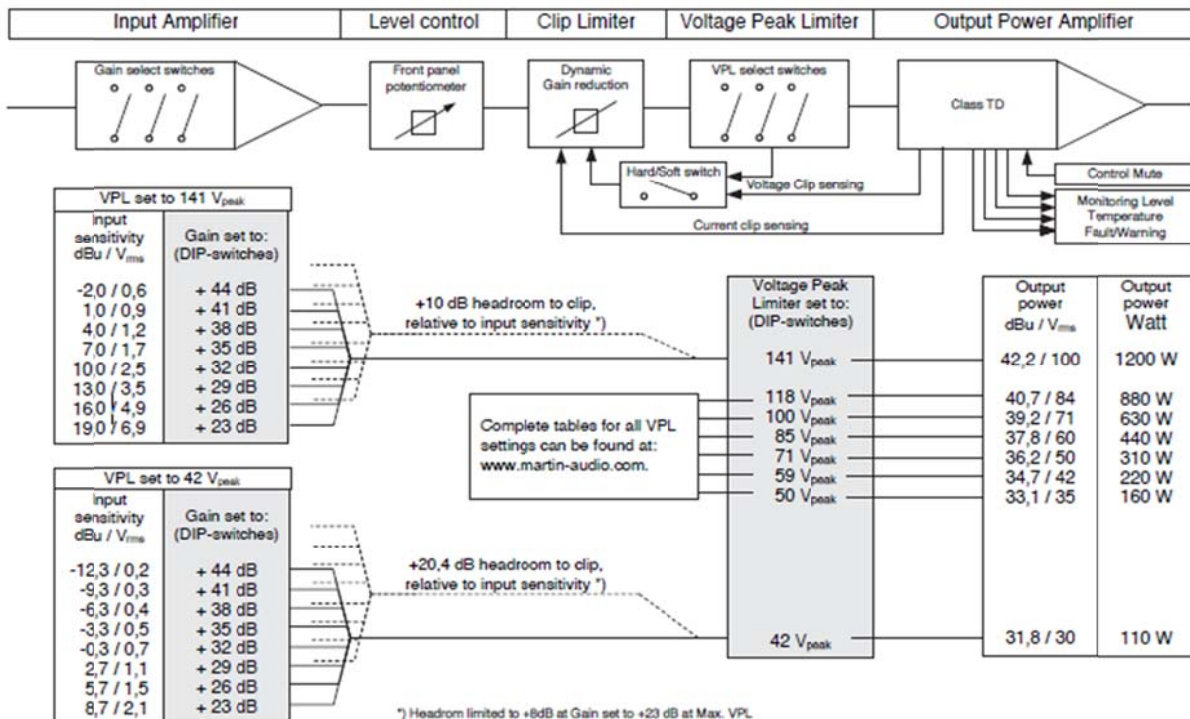 Input Amplifier
Level control
Clip Limiter
Voltage Peak Limiter
Output Power Amplifier
Gain select switches
Front panel
potentiometer
Dynamic
Gain reduction
VPL select switches
Class TD
Hard/Soft switch
Voltage Clip sensing
Current clip sensing
Control Mute
Monitoring Level
Temperature
Fault/Warning
VPL set to 141 Vpeak
Input
sensitivity
dBu / Vrms
Gain set to:
(DIP-switches)
-2,0 / 0,6 + 44 dB
1,0 / 0,9 + 41 dB
4,0 / 1,2 + 38 dB
7,0 / 1,7 + 35 dB
10,0 / 2,5 + 32 dB
13,0 / 3,5 + 29 dB
16,0 / 4,9 + 26 dB
19,0 / 6,9 + 23 dB
+10 dB headroom to clip,
relative to input sensitivity *)
Complete tables for all VPL
settings can be found at:
www.martin-audio.com.
Voltage Peak
Limiter set to:
(DIP-switches)
Output
power
dBu / Vrms
Output
power
Watt
141 Vpeak 42,2 / 100 1200 W
118 Vpeak 40,7 / 84 880 W
100 Vpeak 39,2 / 71 630 W
85 Vpeak 37,8 / 60 440 W
71 Vpeak 36,2 / 50 310 W
59 Vpeak 34,7 / 42 220 W
50 Vpeak 33,1 / 35 160 W
42 Vpeak 31,8 / 30 110 W
VPL set to 42 Vpeak
Input
sensitivity
dBu / Vrms
Gain set to:
(DIP-switches)
-12,3 / 0,2 + 44 dB
-9,3 / 0,3 + 41 dB
-6,3 / 0,4 + 38 dB
-3,3 / 0,5 + 35 dB
-0,3 / 0,7 + 32 dB
2,7 / 1,1 + 29 dB
5,7 / 1,5 + 26 dB
8,7 / 2,1 + 23 dB
+20,4 dB headroom to clip,
relative to input sensitivity *)
*) Headrom limited to +8dB at Gain set to +23 dB at Max. VPL